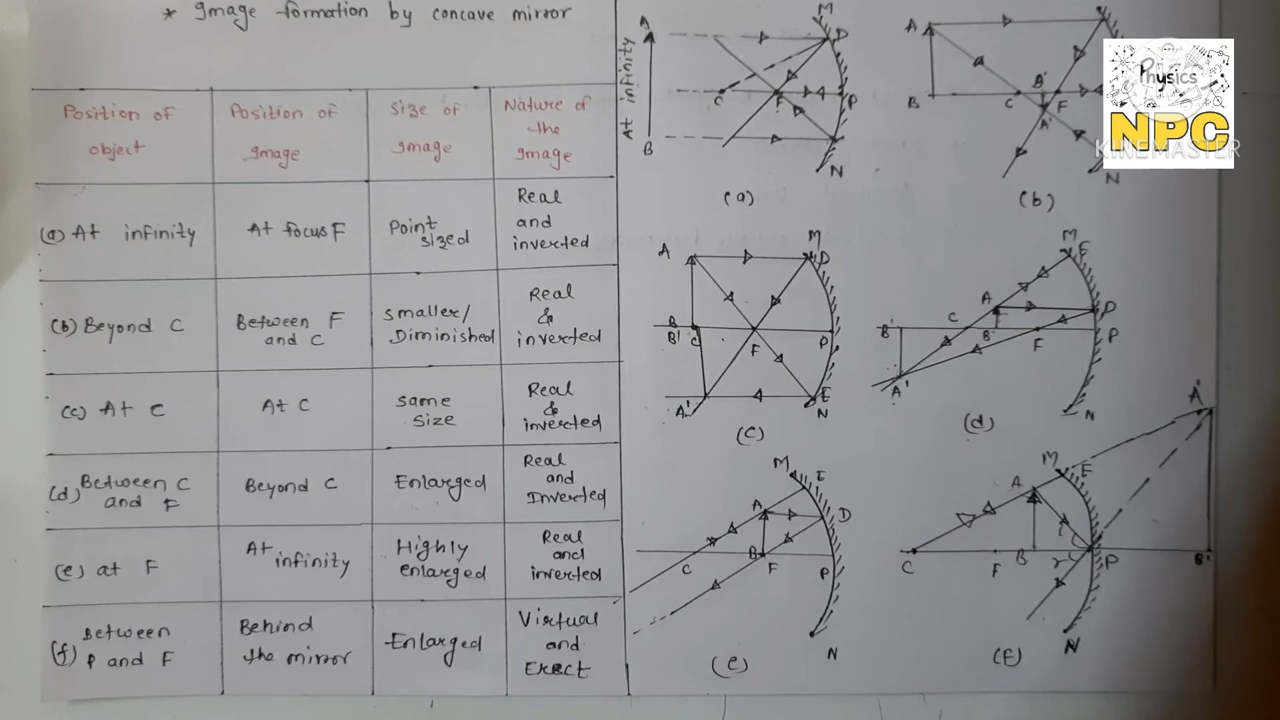 * Image formation by concave mirror
Position of object
Position of Image
Size of Image
Nature of the Image
(a) At infinity
At focus F
Point sized
Real and inverted
(b) Beyond C
Between F and C
smaller/ Diminished
Real & inverted
(c) At C
At C
same size
Real & inverted
(d) Between C and F
Beyond C
Enlarged
Real and Inverted
(e) at F
At infinity
Highly enlarged
Real and inverted
(f) Between P and F
Behind the mirror
Enlarged
Virtual and Erect
A
At infinity
B
M
D
C
F
P
N
(a)
A
B
C
B'
F
A'
N
(b)
Physics
NPC
KINEMASTER
A
M
D
B
B'
C
F
P
A'
E
N
(c)
M
E
A
D
C
B'
B'
F
P
A'
N
(d)
M
E
A
D
B
C
F
P
N
(e)
A'
M
E
A
i
C
F
B
r
P
B'
N
(f)